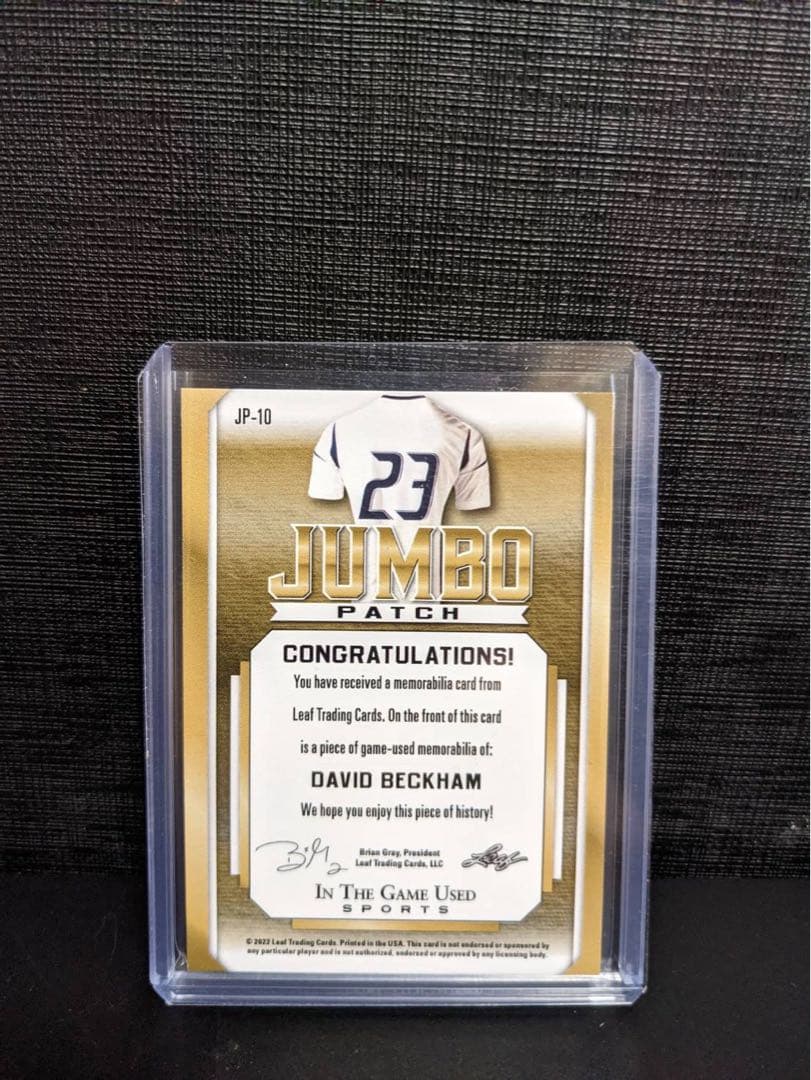 JP-10
23
JUMBO
PATCH
CONGRATULATIONS!
You have received a memorabilia card from
Leaf Trading Cards. On the front of this card
is a piece of game-used memorabilia of:
DAVID BECKHAM
We hope you enjoy this piece of history!
Brian Gray, President
Leaf Trading Cards, LLC
Leaf
IN THE GAME USED
SPORTS
© 2022 Leaf Trading Cards. Printed in the USA. This card is not endorsed or sponsored by
any particular player and is not authorized, endorsed or approved by any licensing body.